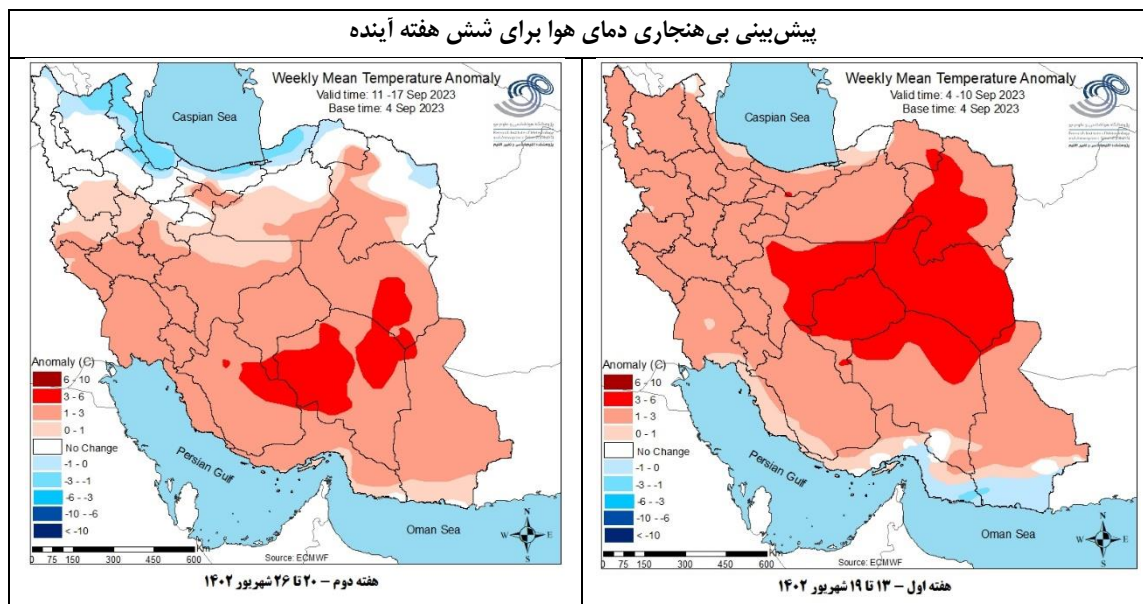 پیش‌بینی بی‌هنجاری دمای هوا برای شش هفته آینده
Weekly Mean Temperature Anomaly
Valid time: 4 -10 Sep 2023
Base time: 4 Sep 2023
Caspian Sea
Anomaly (C)
6 - 10
3 - 6
1 - 3
0 - 1
No Change
-1 - 0
-3 - -1
-6 - -3
-10 - -6
< -10
Persian Gulf
Oman Sea
N
W E
S
Km
0 75 150 300 450 600
Source: ECMWF
هفته اول – ۱۳ تا ۱۹ شهریور ۱۴۰۲
Weekly Mean Temperature Anomaly
Valid time: 11 -17 Sep 2023
Base time: 4 Sep 2023
Caspian Sea
Anomaly (C)
6 - 10
3 - 6
1 - 3
0 - 1
No Change
-1 - 0
-3 - -1
-6 - -3
-10 - -6
< -10
Persian Gulf
Oman Sea
N
W E
S
Km
0 75 150 300 450 600
Source: ECMWF
هفته دوم – ۲۰ تا ۲۶ شهریور ۱۴۰۲